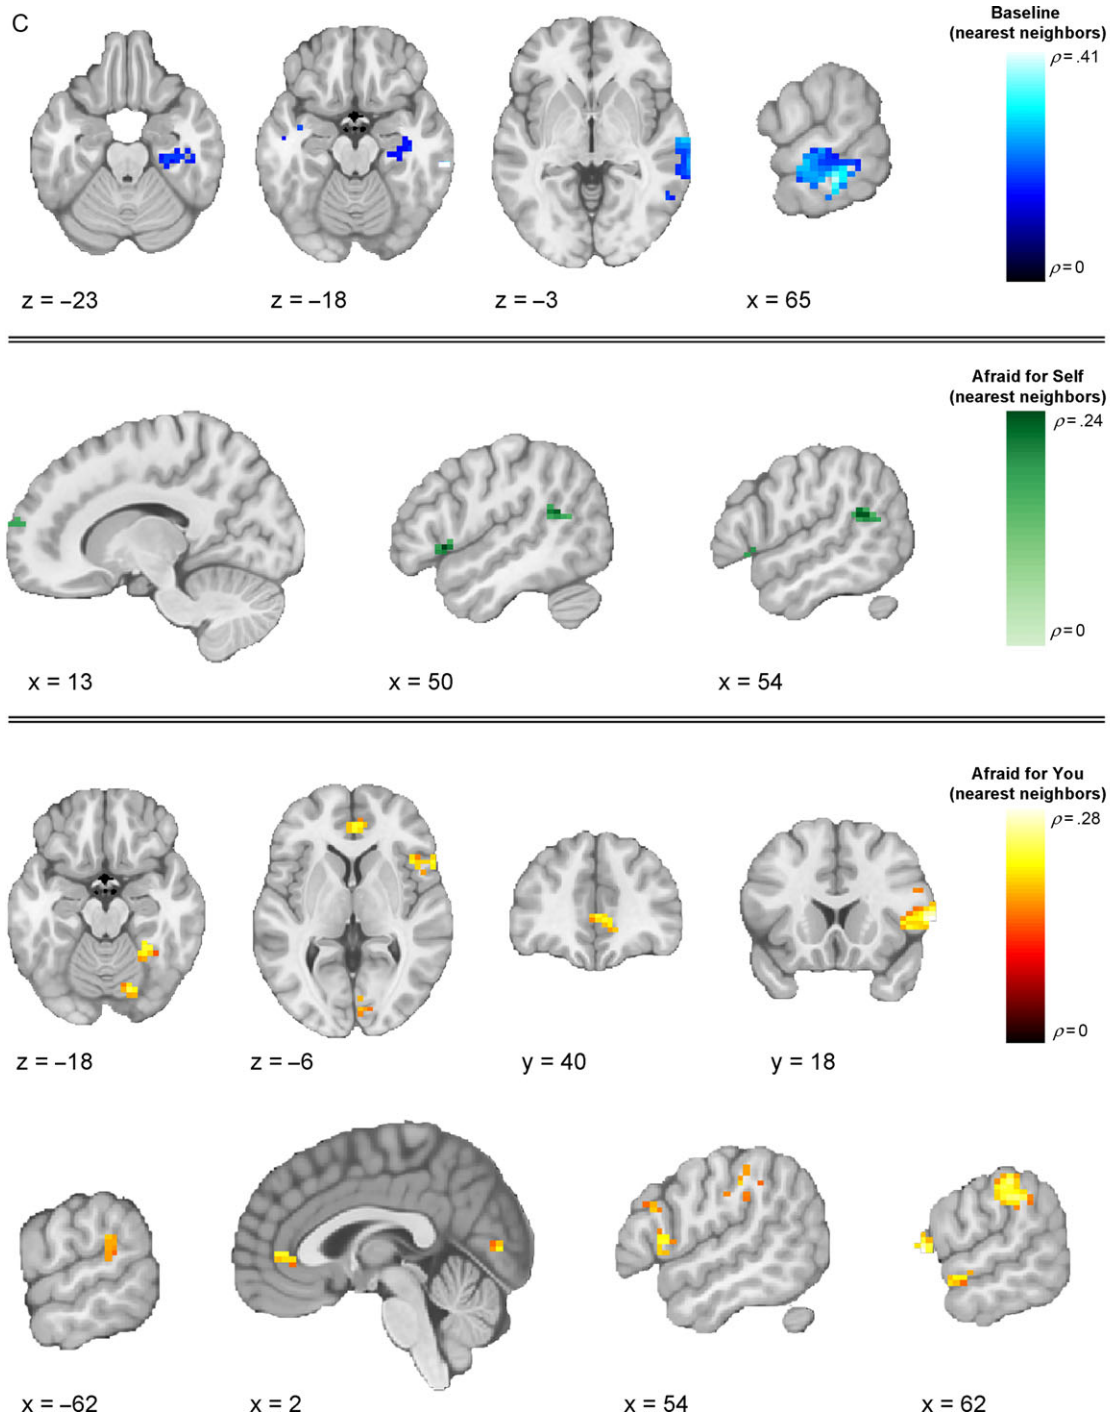 C
Baseline
(nearest neighbors)
ρ = .41
ρ = 0
z = –23
z = –18
z = –3
x = 65
Afraid for Self
(nearest neighbors)
ρ = .24
ρ = 0
x = 13
x = 50
x = 54
Afraid for You
(nearest neighbors)
ρ = .28
ρ = 0
z = –18
z = –6
y = 40
y = 18
x = –62
x = 2
x = 54
x = 62